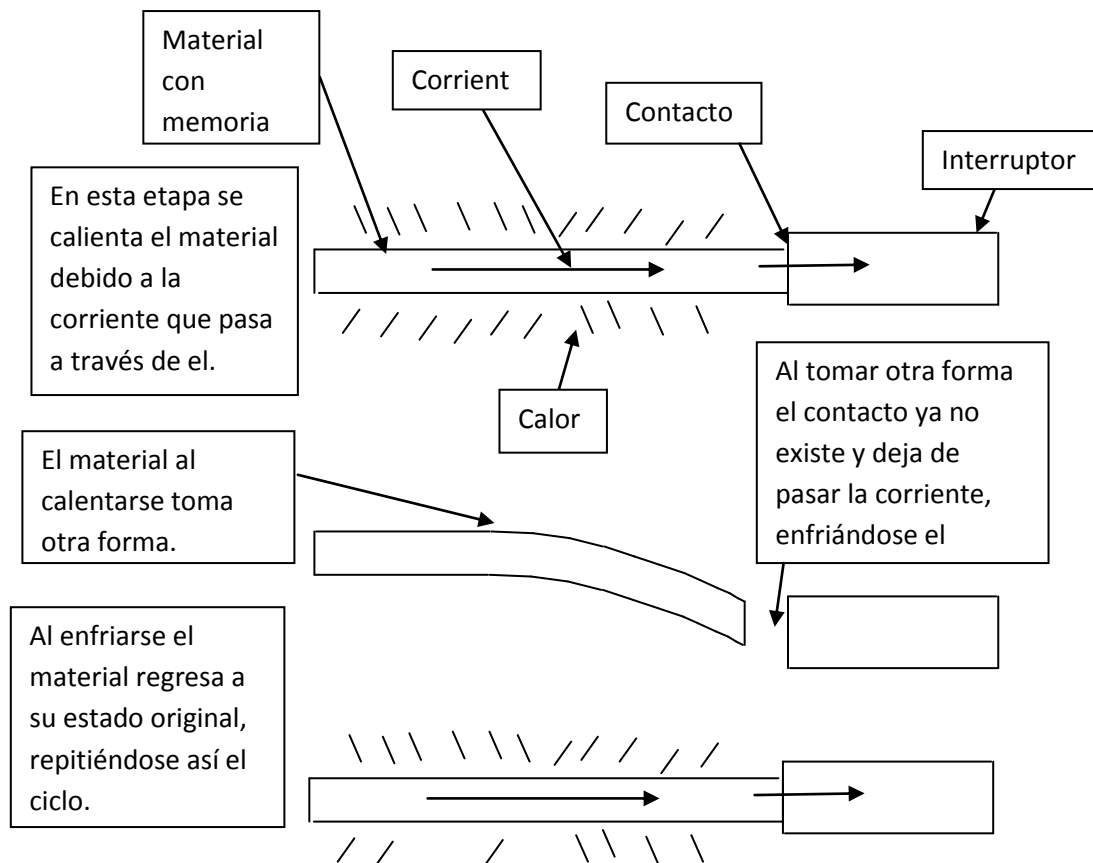 Material
con
memoria
Corrient
Contacto
Interruptor
En esta etapa se
calienta el material
debido a la
corriente que pasa
a través de el.
Calor
Al tomar otra forma
el contacto ya no
existe y deja de
pasar la corriente,
enfriándose el
El material al
calentarse toma
otra forma.
Al enfriarse el
material regresa a
su estado original,
repitiéndose así el
ciclo.